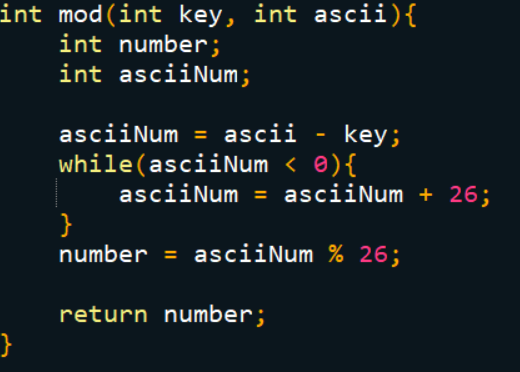 int mod(int key, int ascii){
    int number;
    int asciiNum;

    asciiNum = ascii - key;
    while(asciiNum < 0){
        asciiNum = asciiNum + 26;
    }
    number = asciiNum % 26;

    return number;
}